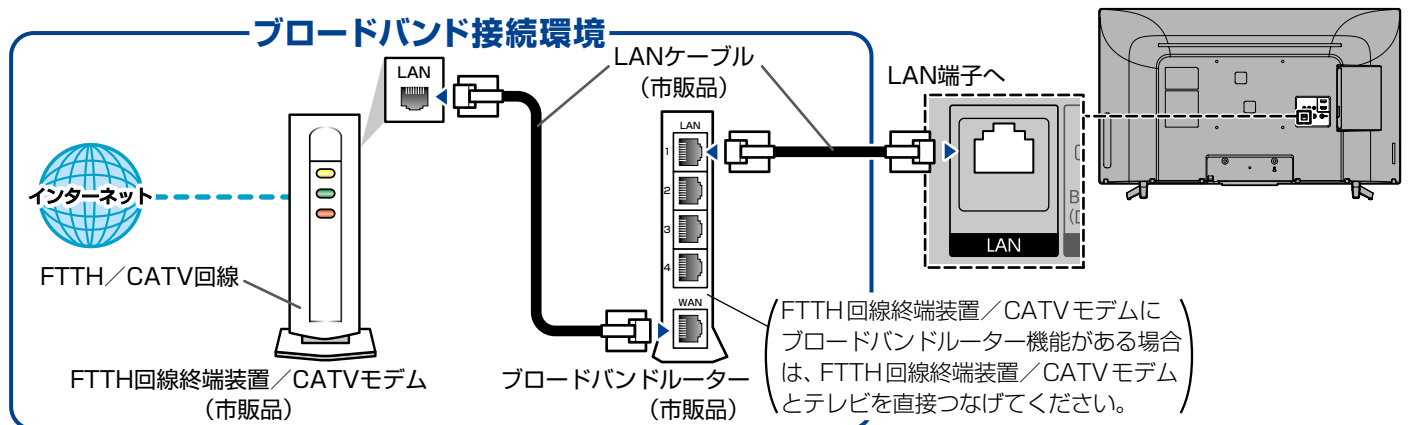 ブロードバンド接続環境
LAN
LANケーブル
(市販品)
LAN端子へ
インターネット
LAN
1
2
3
4
WAN
LAN
FTTH／CATV回線
FTTH回線終端装置／CATVモデム
(市販品)
ブロードバンドルーター
(市販品)
FTTH回線終端装置／CATVモデムに
ブロードバンドルーター機能がある場合
は、FTTH回線終端装置／CATVモデム
とテレビを直接つなげてください。